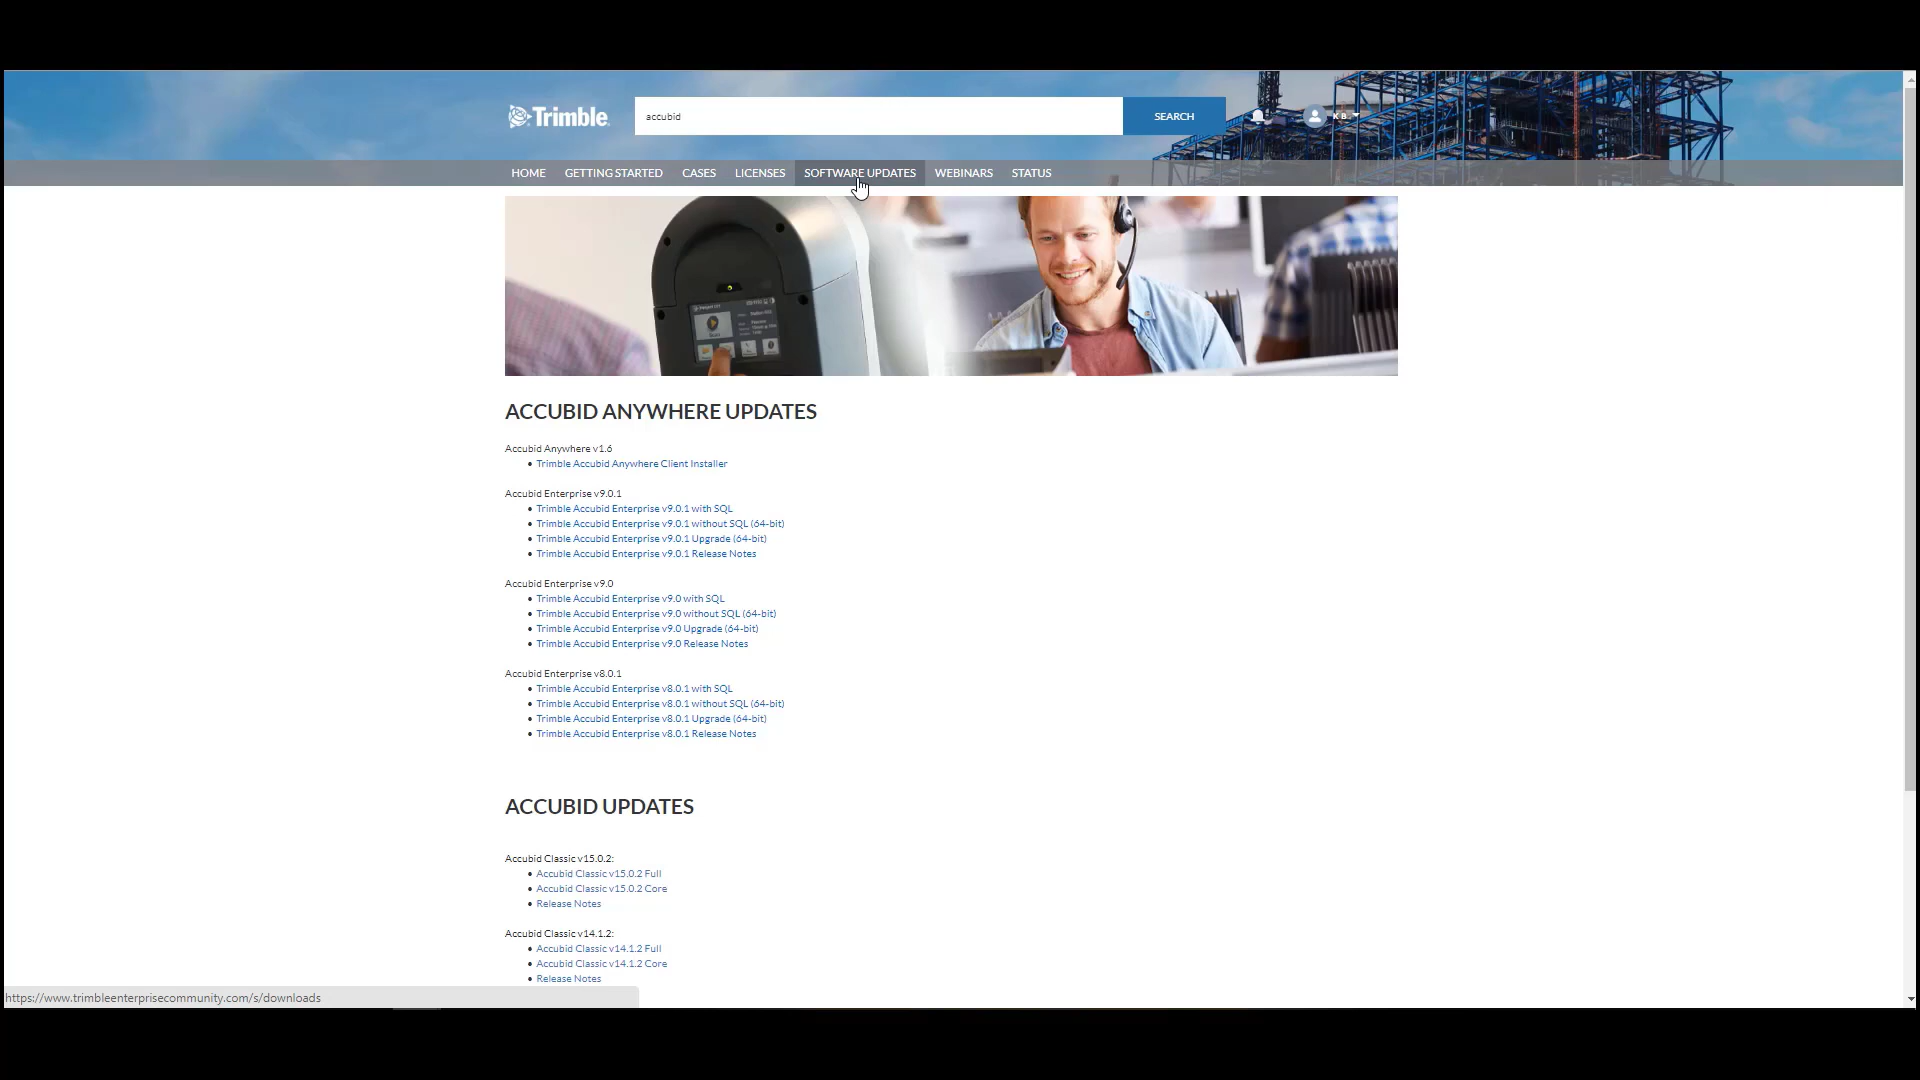 Trimble
accubid
SEARCH
K B.
HOME GETTING STARTED CASES LICENSES SOFTWARE UPDATES WEBINARS STATUS
ACCUBID ANYWHERE UPDATES
Accubid Anywhere v1.6
• Trimble Accubid Anywhere Client Installer
Accubid Enterprise v9.0.1
• Trimble Accubid Enterprise v9.0.1 with SQL
• Trimble Accubid Enterprise v9.0.1 without SQL (64-bit)
• Trimble Accubid Enterprise v9.0.1 Upgrade (64-bit)
• Trimble Accubid Enterprise v9.0.1 Release Notes
Accubid Enterprise v9.0
• Trimble Accubid Enterprise v9.0 with SQL
• Trimble Accubid Enterprise v9.0 without SQL (64-bit)
• Trimble Accubid Enterprise v9.0 Upgrade (64-bit)
• Trimble Accubid Enterprise v9.0 Release Notes
Accubid Enterprise v8.0.1
• Trimble Accubid Enterprise v8.0.1 with SQL
• Trimble Accubid Enterprise v8.0.1 without SQL (64-bit)
• Trimble Accubid Enterprise v8.0.1 Upgrade (64-bit)
• Trimble Accubid Enterprise v8.0.1 Release Notes
ACCUBID UPDATES
Accubid Classic v15.0.2:
• Accubid Classic v15.0.2 Full
• Accubid Classic v15.0.2 Core
• Release Notes
Accubid Classic v14.1.2:
• Accubid Classic v14.1.2 Full
• Accubid Classic v14.1.2 Core
• Release Notes
https://www.trimbleenterprisecommunity.com/s/downloads